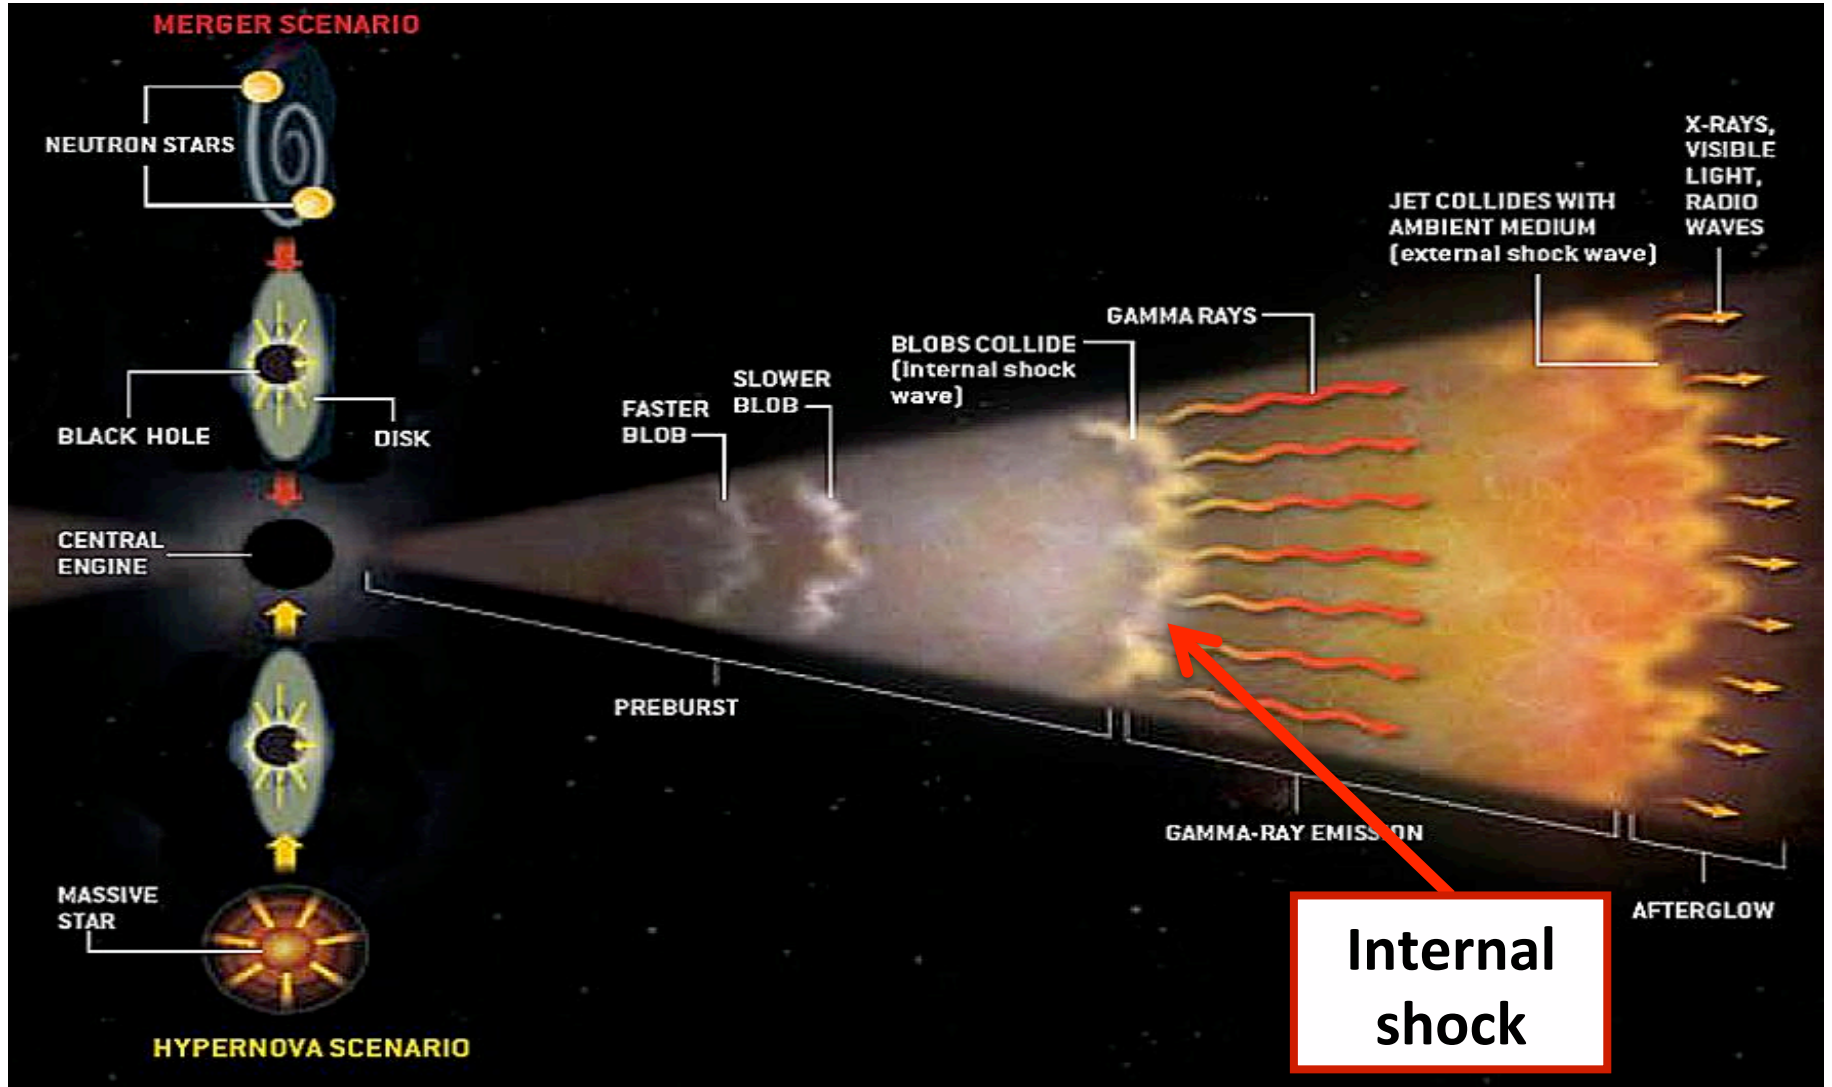 MERGER SCENARIO
NEUTRON STARS
BLACK HOLE
DISK
CENTRAL
ENGINE
MASSIVE
STAR
HYPERNOVA SCENARIO
FASTER
BLOB
SLOWER
BLOB
PREBURST
BLOBS COLLIDE
(internal shock
wave)
GAMMA RAYS
JET COLLIDES WITH
AMBIENT MEDIUM
(external shock wave)
X-RAYS,
VISIBLE
LIGHT,
RADIO
WAVES
GAMMA-RAY EMISSION
AFTERGLOW
Internal
shock